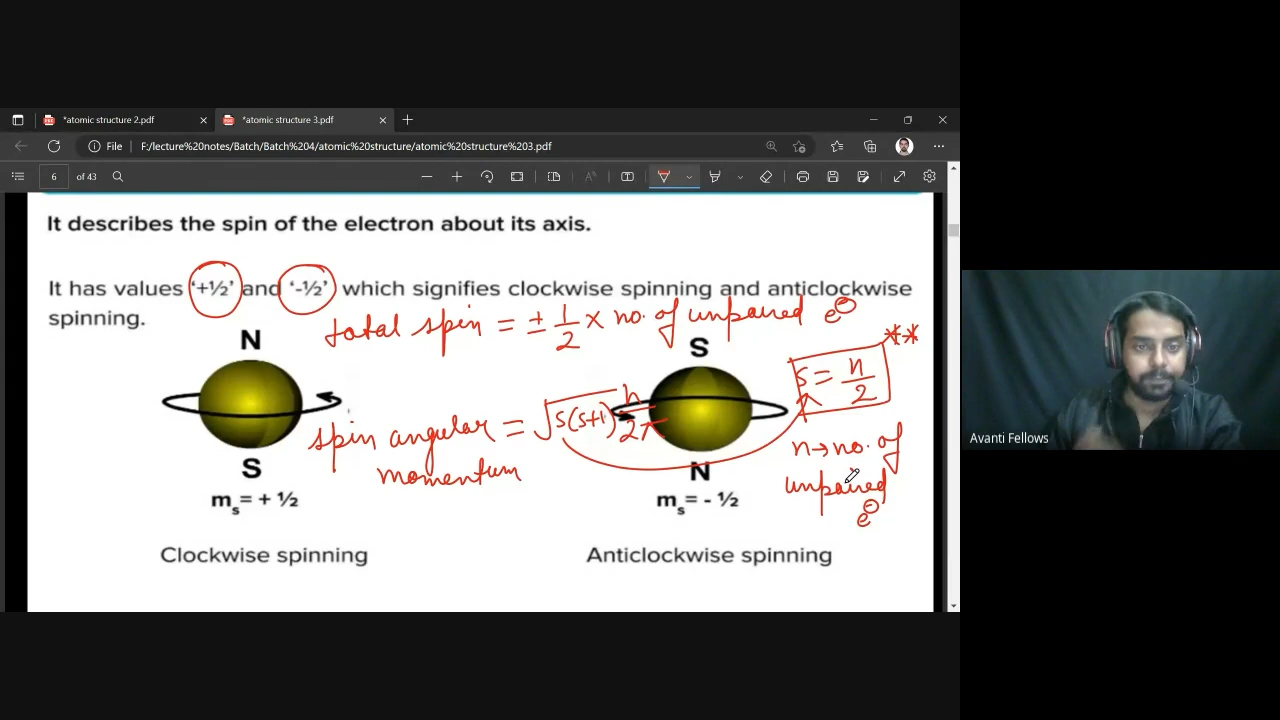 *atomic structure 2.pdf
*atomic structure 3.pdf
File
F:/lecture%20notes/Batch/Batch%204/atomic%20structure/atomic%20structure%203.pdf
6 of 43
It describes the spin of the electron about its axis.
It has values ‘+½’ and ‘-½’ which signifies clockwise spinning and anticlockwise
spinning.
total spin = ± 1/2 × no. of unpaired e⊖
N
S
s = n/2 **
spin angular momentum = √s(s+1) h/2π
n → no. of
unpaired
e⊖
S
N
mₛ= + ½
mₛ= - ½
Clockwise spinning
Anticlockwise spinning
Avanti Fellows